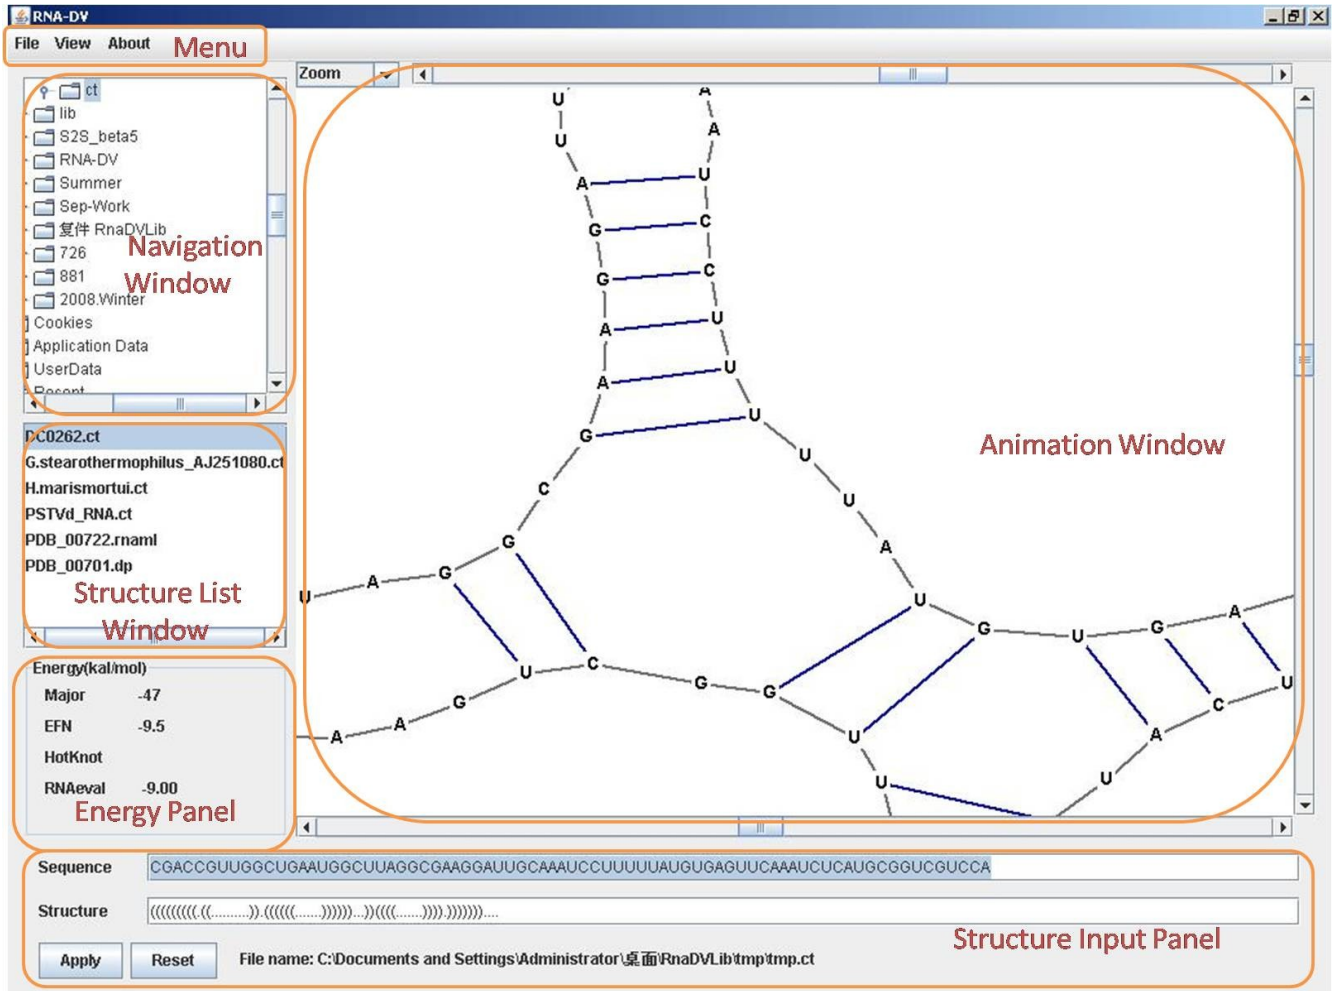 RNA-DV
File View About Menu
Zoom
ct
lib
S2S_beta5
RNA-DV
Summer
Sep-Work
复件 RnaDVLib
726
881
2008.Winter
Cookies
Application Data
UserData
Recent
Navigation
Window
DC0262.ct
G.stearothermophilus_AJ251080.ct
H.marismortui.ct
PSTVd_RNA.ct
PDB_00722.rnaml
PDB_00701.dp
Structure List
Window
Energy(kal/mol)
Major -47
EFN -9.5
HotKnot
RNAeval -9.00
Energy Panel
U A
U A
A U
G C
G C
A U
A U
G U
C U
G U
U A G A
U G U G A
U C G G
A A G U A C U
U U
Animation Window
Sequence CGACCGUUGGCUGAAUGGCUUAGGCGAAGGAUUGCAAAUCCUUUUUAUGUGAGUUCAAAUCUCAUGCGGUCGUCCA
Structure (((((((((.((.........)).((((((.......))))))...))((((.......)))).)))))))....
Structure Input Panel
Apply Reset File name: C:\Documents and Settings\Administrator\桌面\RnaDVLib\tmp\tmp.ct